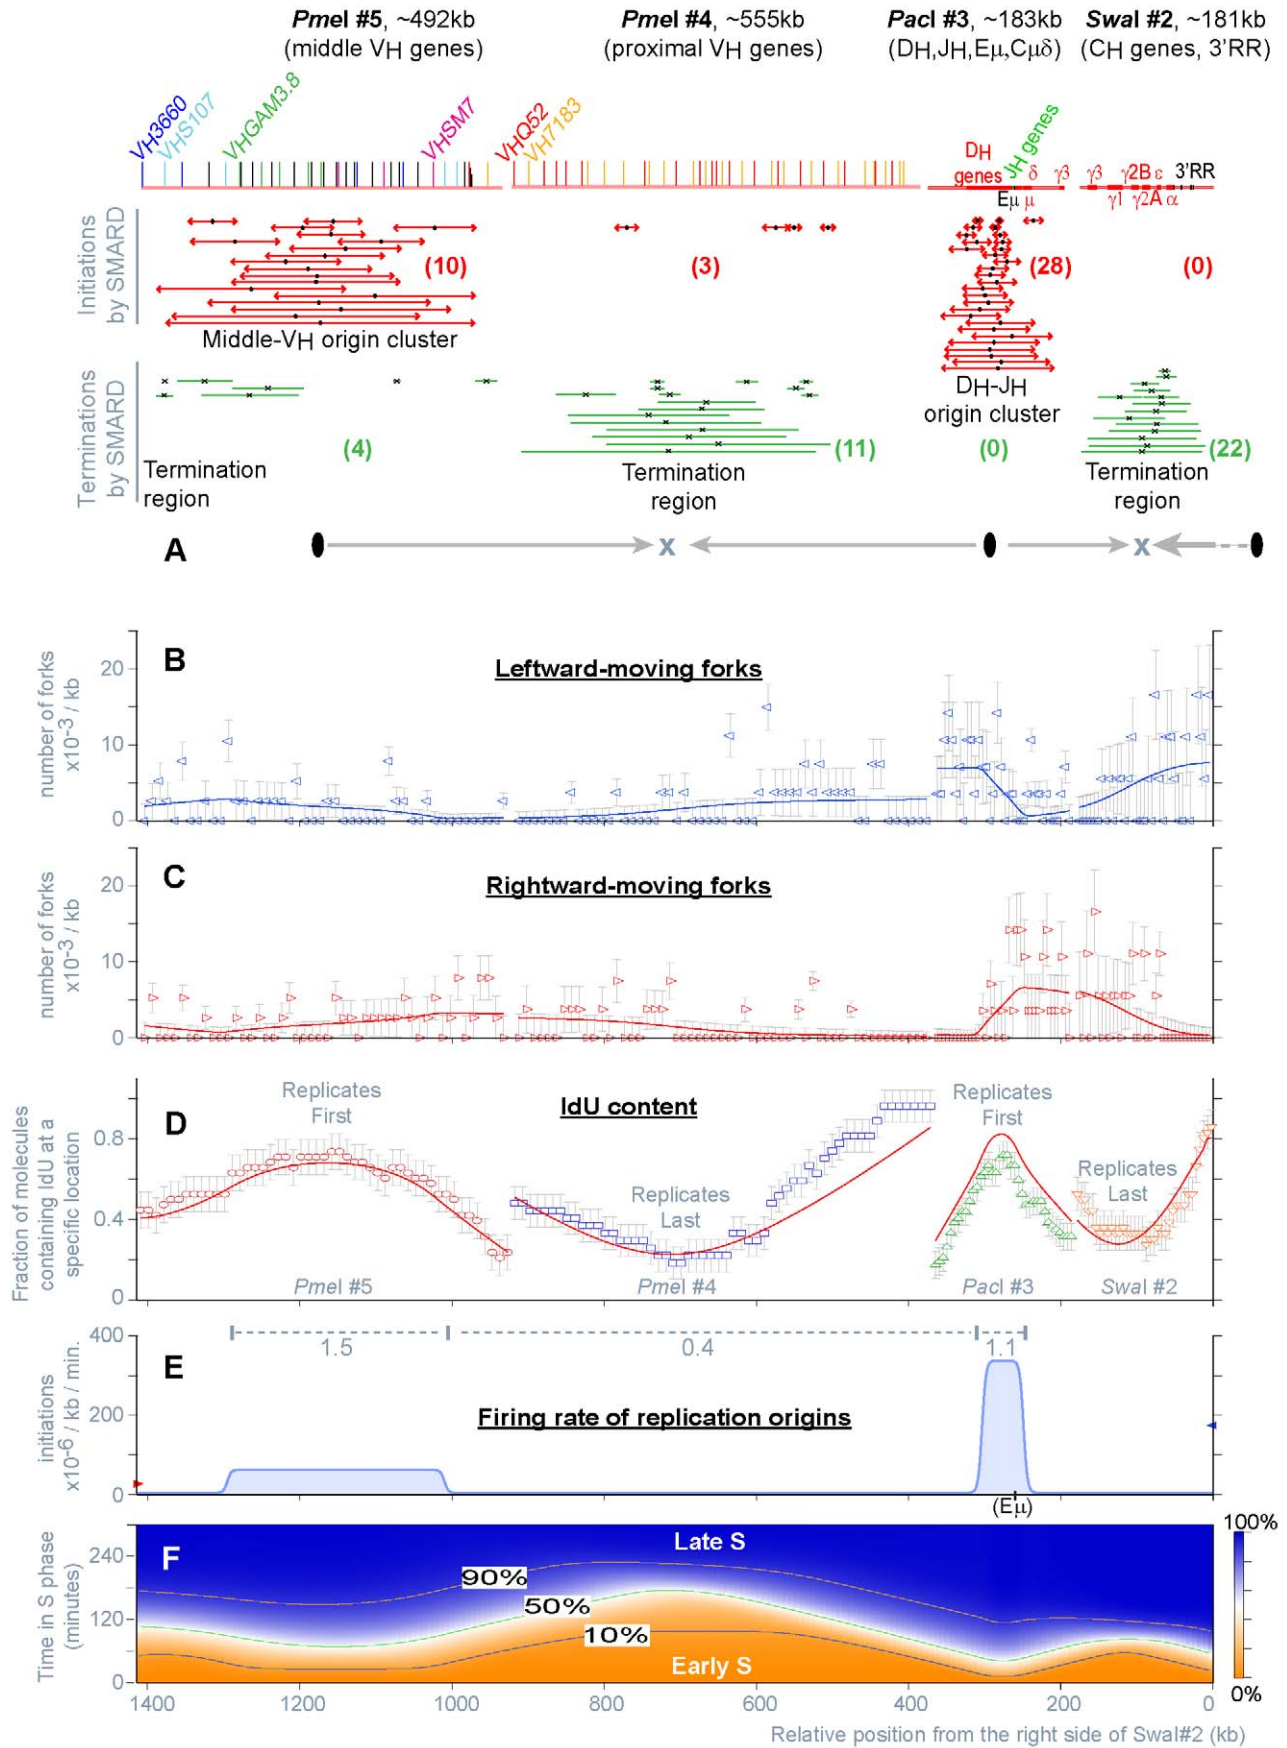 PmeI #5, ~492kb
(middle VH genes)
PmeI #4, ~555kb
(proximal VH genes)
PacI #3, ~183kb
(DH,JH,Eμ,Cμδ)
SwaI #2, ~181kb
(CH genes, 3'RR)
VH3660
VHS107
VHGAM3.8
VHSM7
VHQ52
VH7183
DH
genes
JH genes
Eμ μ
δ γ3
γ3 γ2B ε 3'RR
γ1 γ2A α
Initiations
by SMARD
(10)
(3)
(28)
(0)
Middle-VH origin cluster
DH-JH
origin cluster
Terminations
by SMARD
(4)
(11)
(0)
(22)
Termination
region
Termination
region
Termination
region
A
x
x
B
Leftward-moving forks
number of forks
x10-3 / kb
20
10
0
C
Rightward-moving forks
number of forks
x10-3 / kb
20
10
0
D
IdU content
Fraction of molecules
containing IdU at a
specific location
0.8
0.4
0
Replicates
First
Replicates
Last
Replicates
First
Replicates
Last
PmeI #5
PmeI #4
PacI #3
SwaI #2
E
Firing rate of replication origins
initiations
x10-6 / kb / min.
400
200
0
1.5
0.4
1.1
(Eμ)
F
Time in S phase
(minutes)
240
120
0
Late S
90%
50%
10%
Early S
100%
0%
1400 1200 1000 800 600 400 200 0
Relative position from the right side of SwaI#2 (kb)